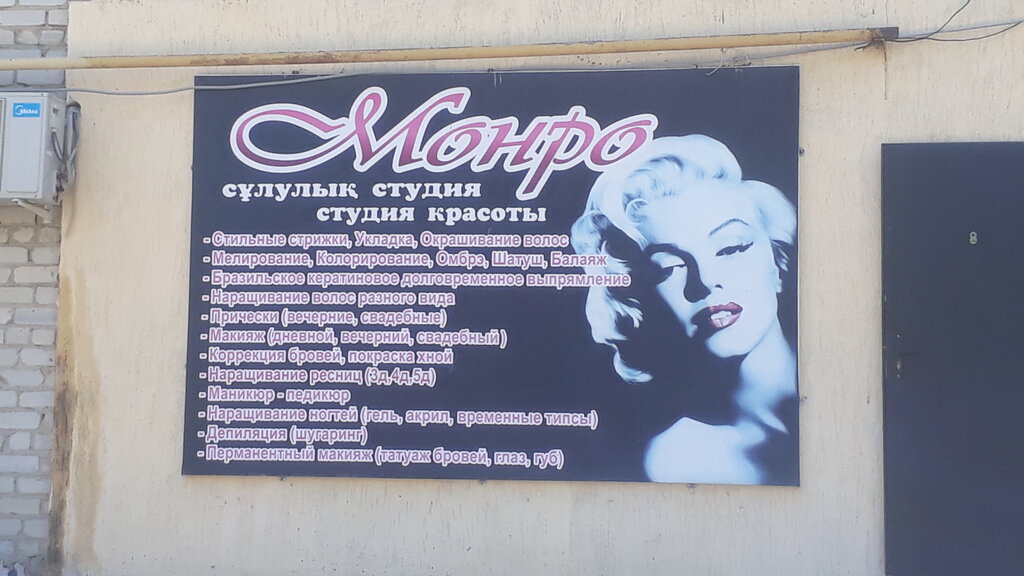 Midea
Монро
сұлулық студия
студия красоты
- Стильные стрижки, Укладка, Окрашивание волос
- Мелирование, Колорирование, Омбрэ, Шатуш, Балаяж
- Бразильское кератиновое долговременное выпрямление
- Наращивание волос разного вида
- Прически (вечерние, свадебные)
- Макияж (дневной, вечерний, свадебный)
- Коррекция бровей, покраска хной
- Наращивание ресниц (3д,4д,5д)
- Маникюр - педикюр
- Наращивание ногтей (гель, акрил, временные типсы)
- Депиляция (шугаринг)
- Перманентный макияж (татуаж бровей, глаз, губ)
8